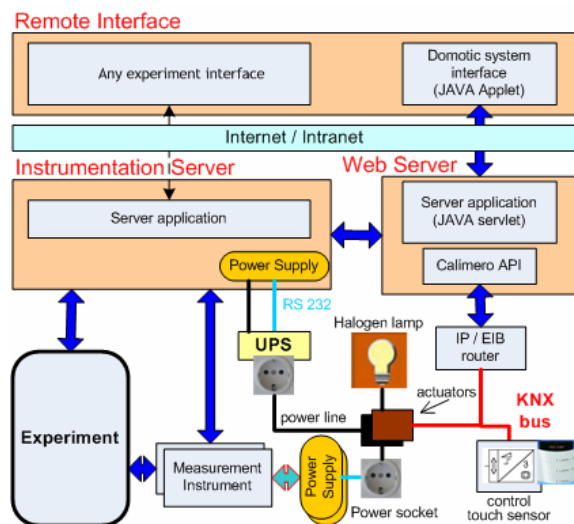 Remote Interface
Any experiment interface
Domotic system
interface
(JAVA Applet)
Internet / Intranet
Instrumentation Server
Web Server
Server application
Server application
(JAVA servlet)
Calimero API
Power Supply
RS 232
UPS
Halogen lamp
IP / EIB
router
actuators
KNX
bus
power line
Experiment
Measurement
Instrument
Power
Supply
Power socket
3
control
touch sensor